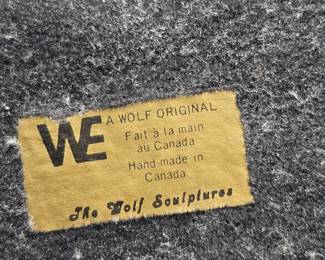 WE
A WOLF ORIGINAL
Fait à la main
au Canada
Hand made in
Canada
The Wolf Sculptures